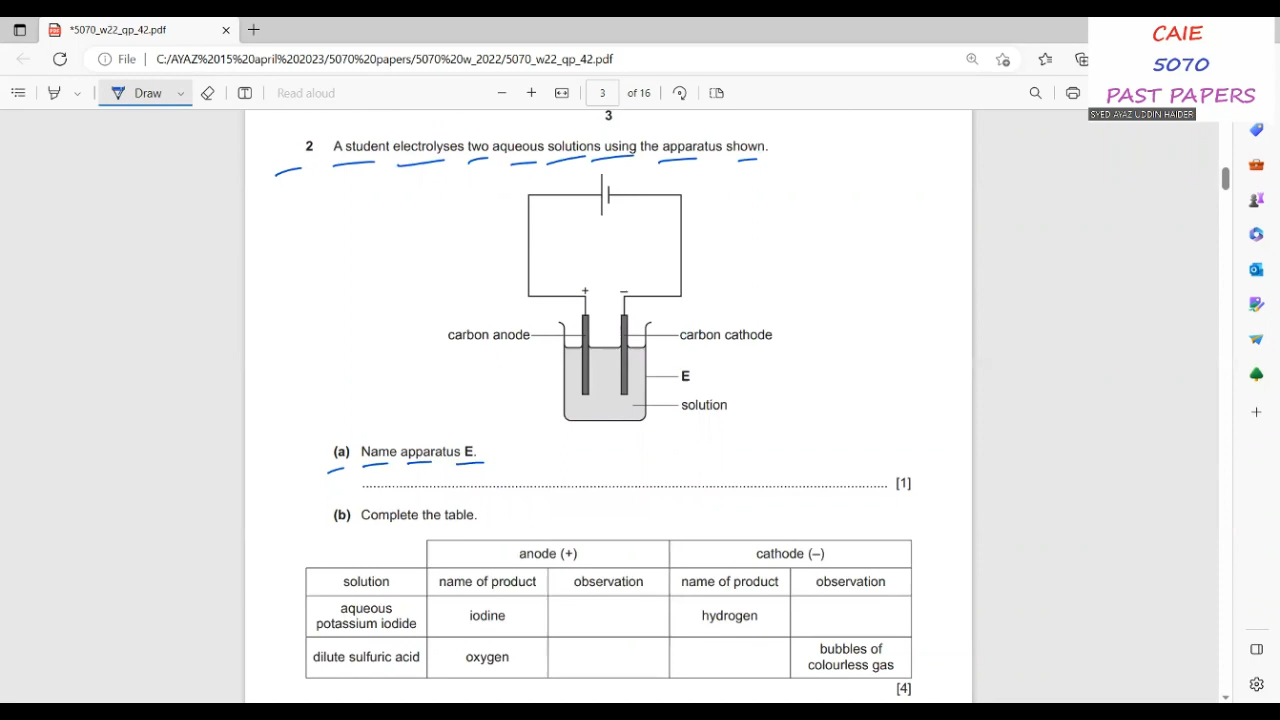 *5070_w22_qp_42.pdf
CAIE
5070
PAST PAPERS
SYED AYAZ UDDIN HAIDER
File
C:/AYAZ%2015%20april%202023/5070%20papers/5070%20w_2022/5070_w22_qp_42.pdf
Draw
Read aloud
3
of 16
3
2 A student electrolyses two aqueous solutions using the apparatus shown.
+ –
carbon anode
carbon cathode
E
solution
(a) Name apparatus E.
[1]
(b) Complete the table.
anode (+) cathode (–)
solution name of product observation name of product observation
aqueous potassium iodide iodine hydrogen
dilute sulfuric acid oxygen bubbles of colourless gas
[4]